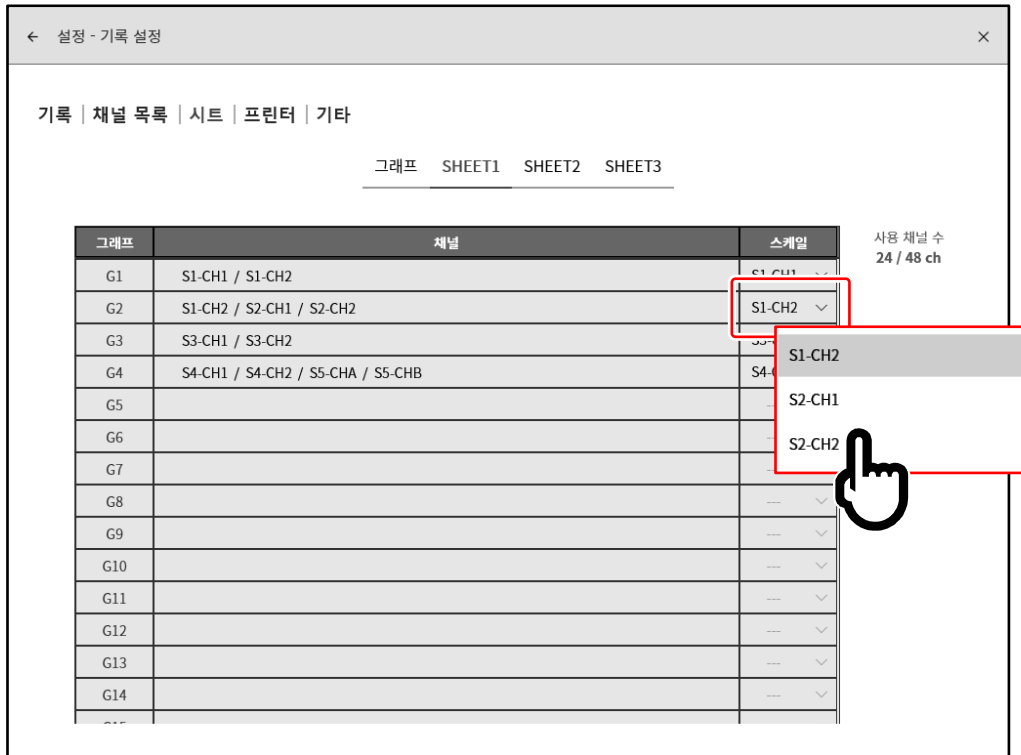 ← 설정 - 기록 설정 ×
기록 | 채널 목록 | 시트 | 프린터 | 기타
그래프 SHEET1 SHEET2 SHEET3
그래프 채널 스케일
사용 채널 수
24 / 48 ch
G1 S1-CH1 / S1-CH2 S1-CH1
G2 S1-CH2 / S2-CH1 / S2-CH2 S1-CH2
G3 S3-CH1 / S3-CH2
G4 S4-CH1 / S4-CH2 / S5-CHA / S5-CHB
S1-CH2
S2-CH1
S2-CH2
G5
G6
G7
G8 ---
G9 ---
G10 ---
G11 ---
G12 ---
G13 ---
G14 ---